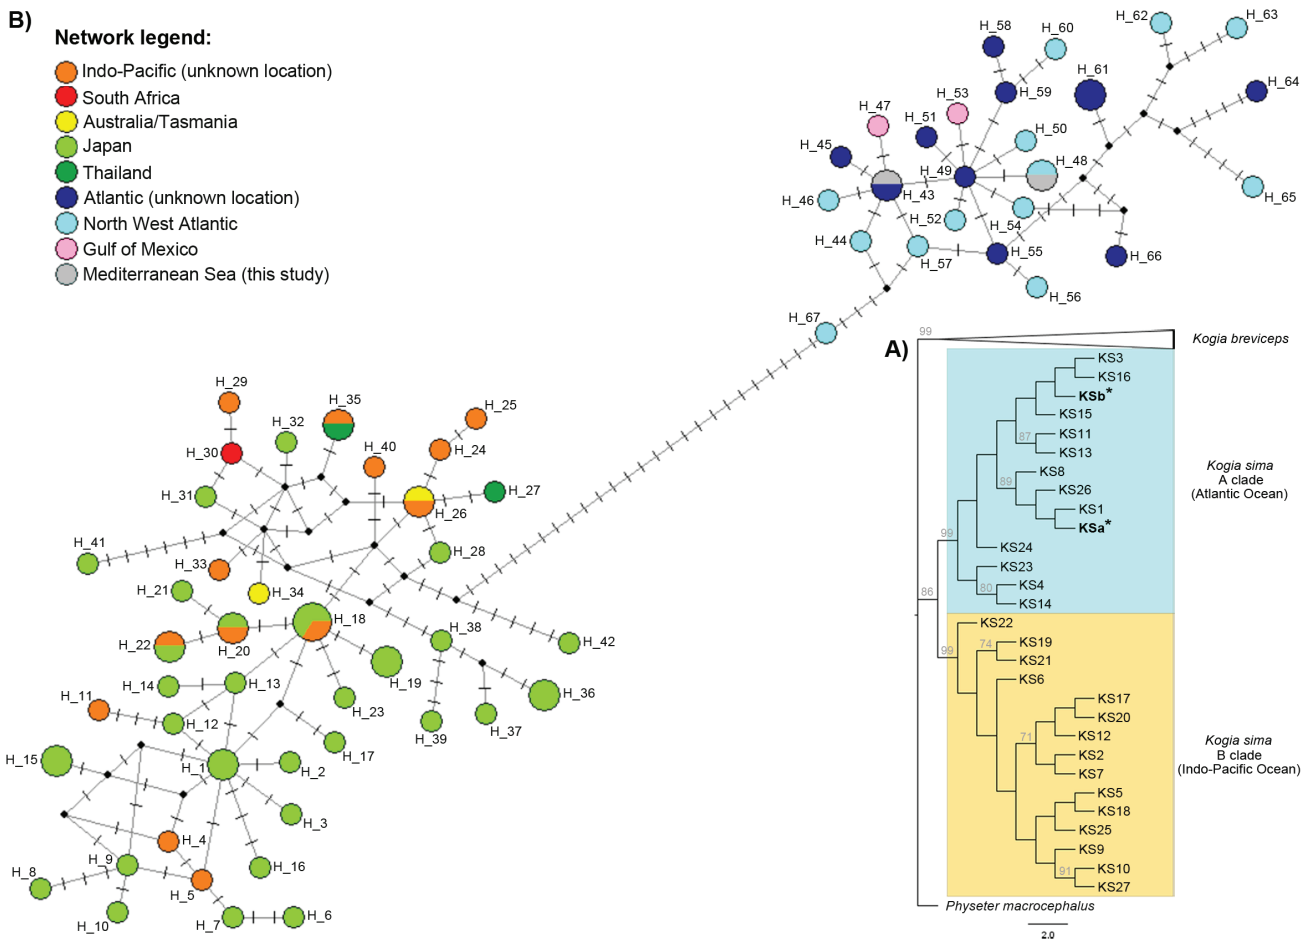 B)
Network legend:
Indo-Pacific (unknown location)
South Africa
Australia/Tasmania
Japan
Thailand
Atlantic (unknown location)
North West Atlantic
Gulf of Mexico
Mediterranean Sea (this study)
H_58
H_60
H_62
H_63
H_61
H_64
H_59
H_47
H_53
H_51
H_50
H_45
H_48
H_49
H_46
H_43
H_65
H_52
H_54
H_44
H_57
H_55
H_66
H_56
H_67
H_29
H_35
H_25
H_32
H_40
H_24
H_30
H_31
H_27
H_26
H_41
H_28
H_33
H_34
H_21
H_18
H_38
H_42
H_22
H_20
H_19
H_14
H_13
H_36
H_11
H_23
H_12
H_37
H_39
H_17
H_15
H_1
H_2
H_3
H_4
H_9
H_16
H_8
H_5
H_10
H_7
H_6
A)
99
Kogia breviceps
KS3
KS16
KSb*
KS15
87
KS11
KS13
KS8
89
KS26
KS1
KSa*
99
KS24
KS23
80
KS4
KS14
Kogia sima
A clade
(Atlantic Ocean)
86
KS22
99
74
KS19
KS21
KS6
KS17
KS20
71
KS12
KS2
KS7
KS5
KS18
KS25
KS9
91
KS10
KS27
Kogia sima
B clade
(Indo-Pacific Ocean)
Physeter macrocephalus
2.0